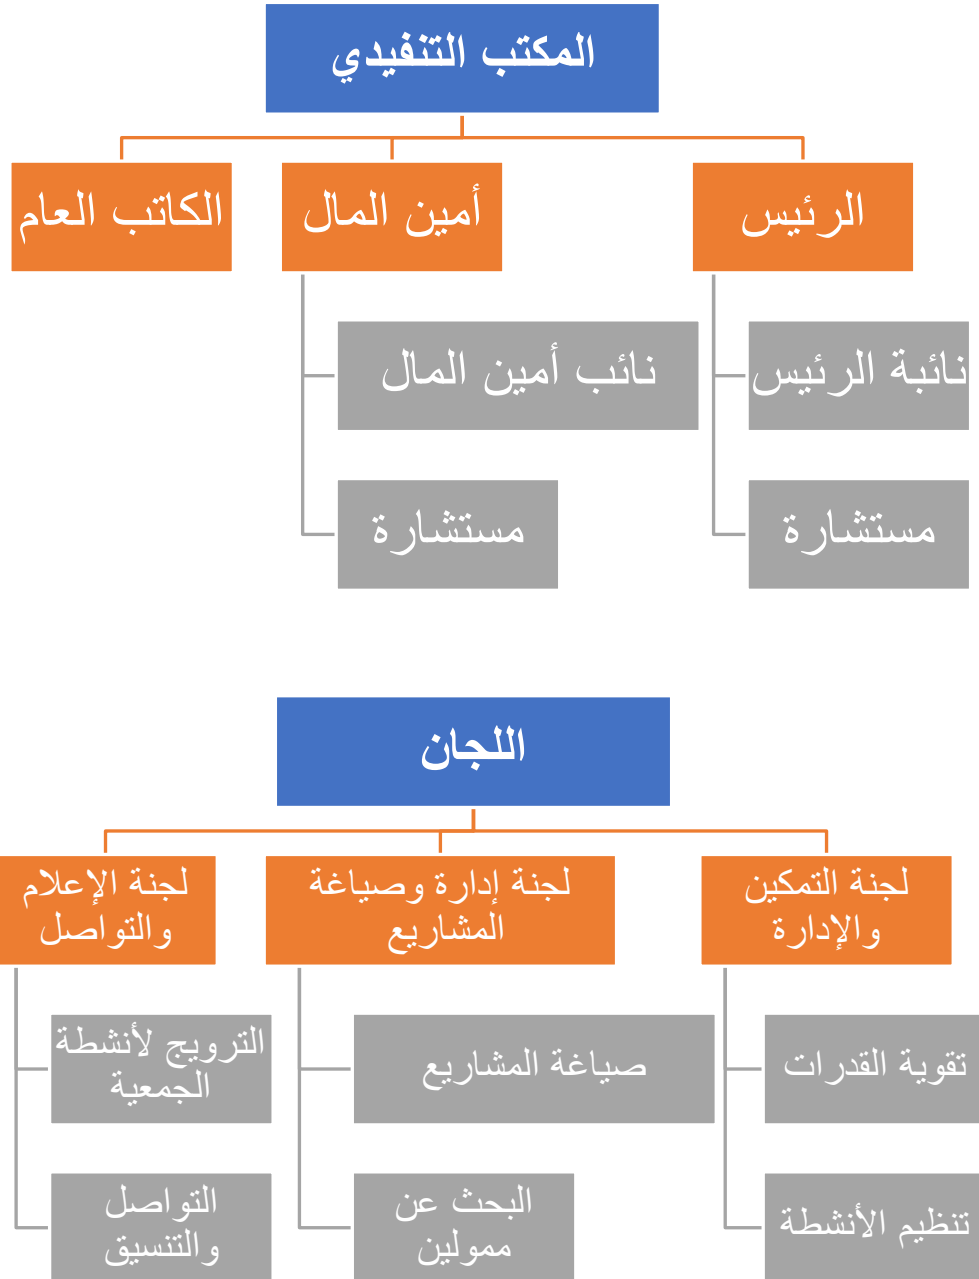 المكتب التنفيدي
الرئيس
أمين المال
الكاتب العام
نائبة الرئيس
نائب أمين المال
مستشارة
مستشارة
اللجان
لجنة التمكين
والإدارة
لجنة إدارة وصياغة
المشاريع
لجنة الإعلام
والتواصل
تقوية القدرات
صياغة المشاريع
الترويج لأنشطة
الجمعية
تنظيم الأنشطة
البحث عن
ممولين
التواصل
والتنسيق